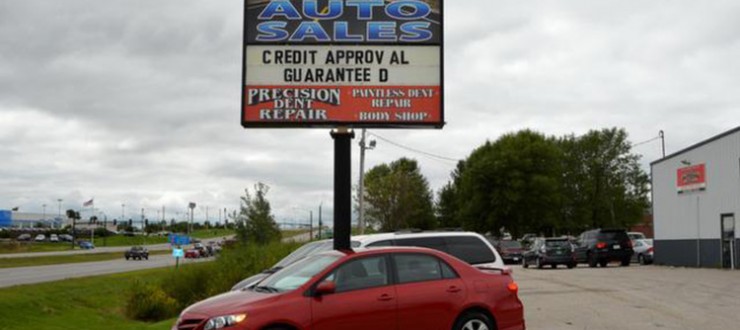 AUTO
SALES
CREDIT APPROV AL
GUARANTEE D
PRECISION
DENT
REPAIR
PAINTLESS DENT
REPAIR
BODY SHOP